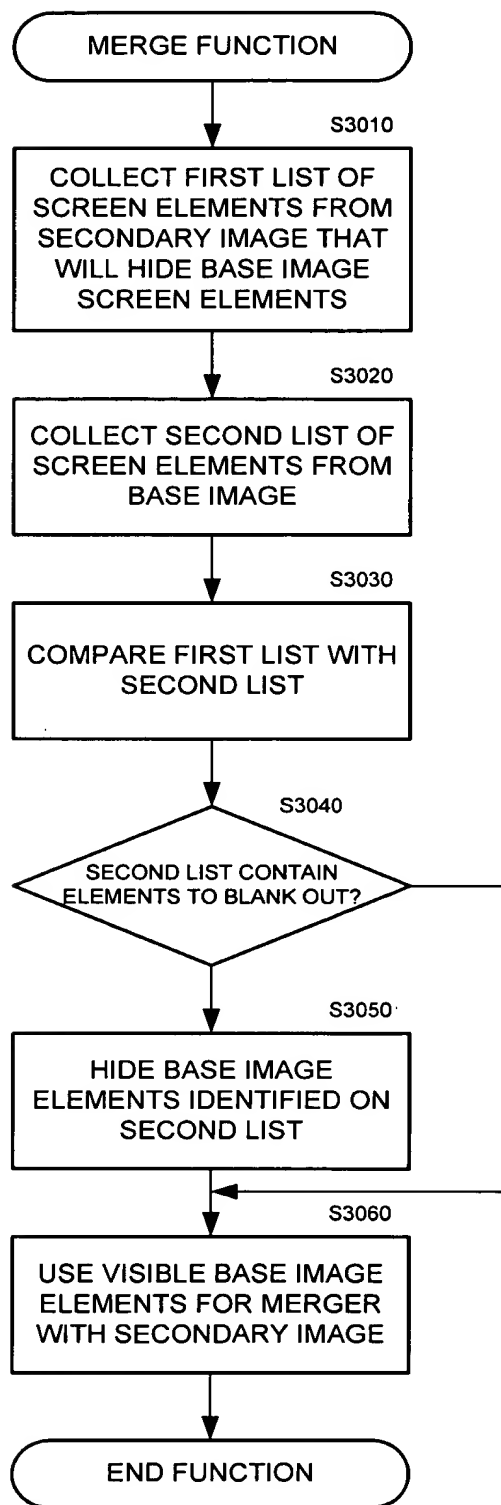 MERGE FUNCTION
S3010
COLLECT FIRST LIST OF
SCREEN ELEMENTS FROM
SECONDARY IMAGE THAT
WILL HIDE BASE IMAGE
SCREEN ELEMENTS
S3020
COLLECT SECOND LIST OF
SCREEN ELEMENTS FROM
BASE IMAGE
S3030
COMPARE FIRST LIST WITH
SECOND LIST
S3040
SECOND LIST CONTAIN
ELEMENTS TO BLANK OUT?
S3050
HIDE BASE IMAGE
ELEMENTS IDENTIFIED ON
SECOND LIST
S3060
USE VISIBLE BASE IMAGE
ELEMENTS FOR MERGER
WITH SECONDARY IMAGE
END FUNCTION